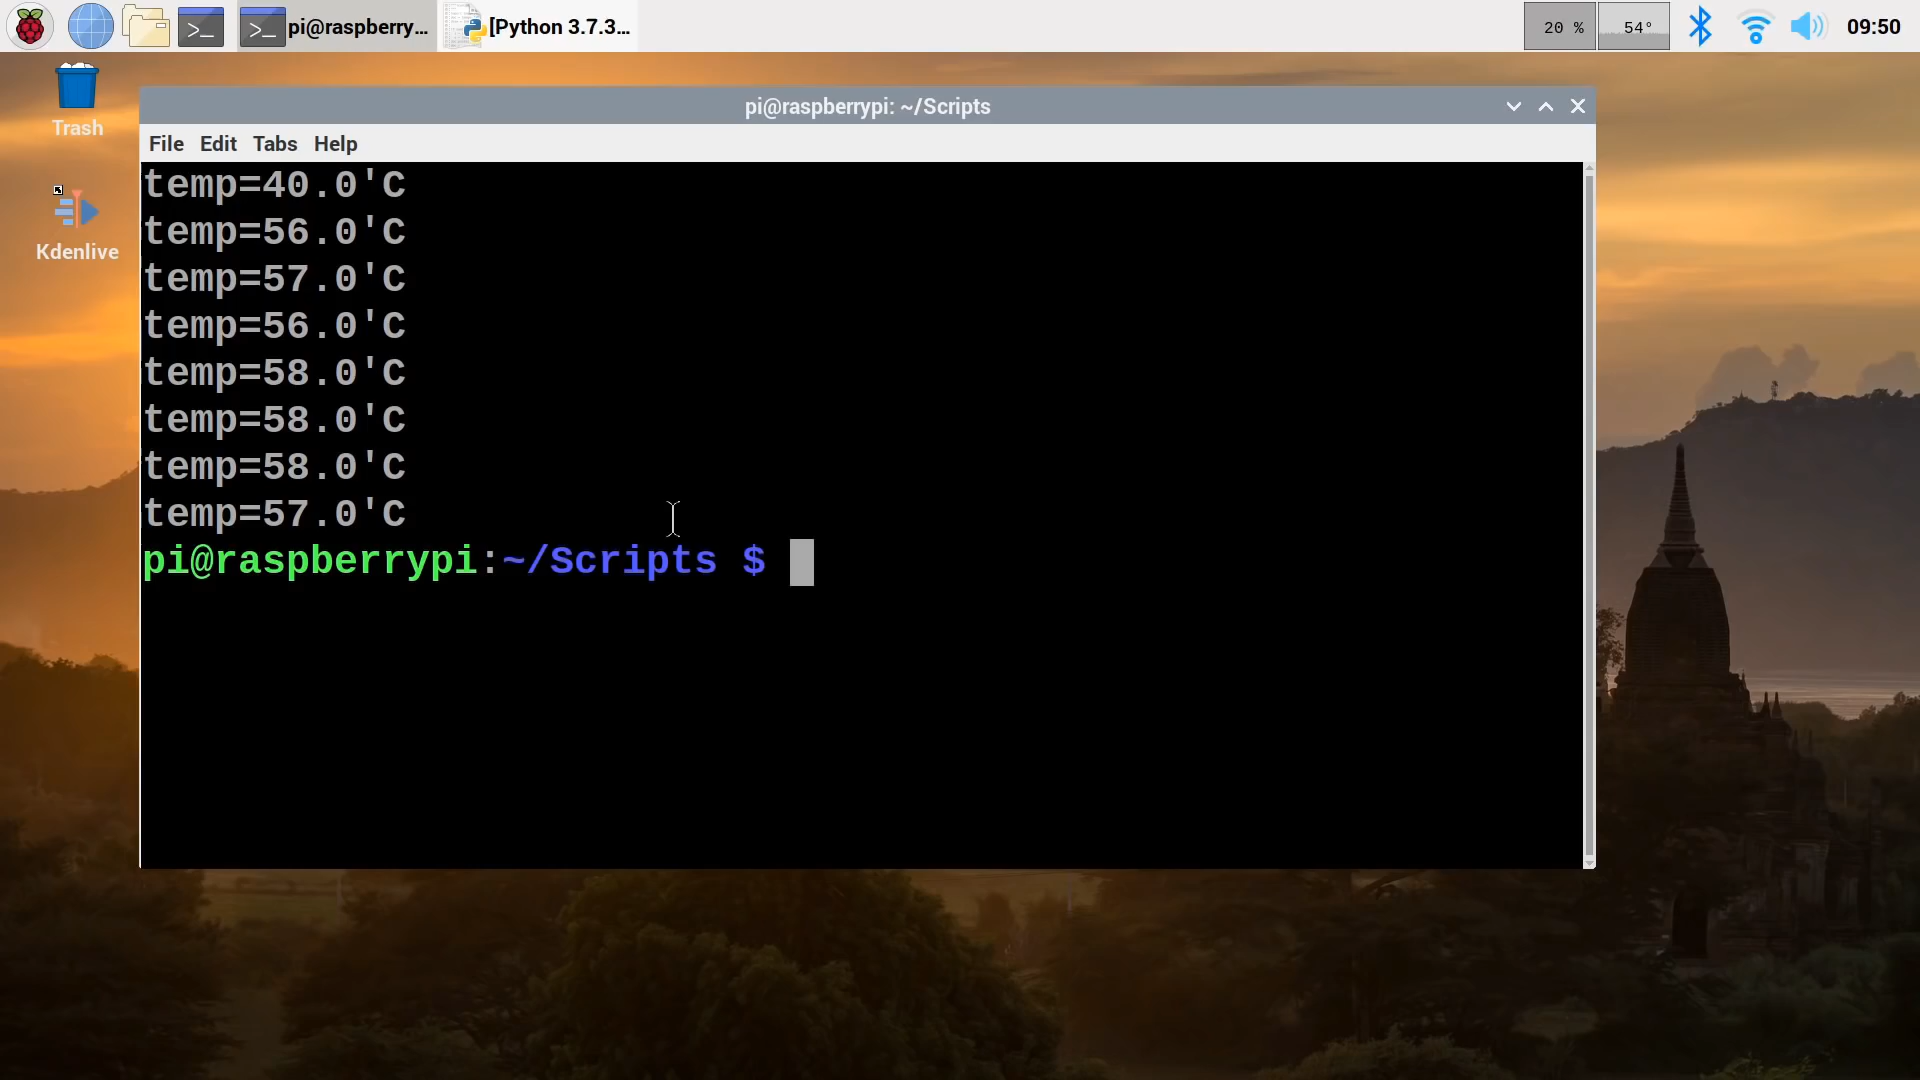 pi@raspberry...
[Python 3.7.3...
20 %
54°
09:50
Trash
Kdenlive
pi@raspberrypi: ~/Scripts
File Edit Tabs Help
temp=40.0'C
temp=56.0'C
temp=57.0'C
temp=56.0'C
temp=58.0'C
temp=58.0'C
temp=58.0'C
temp=57.0'C
pi@raspberrypi:~/Scripts $